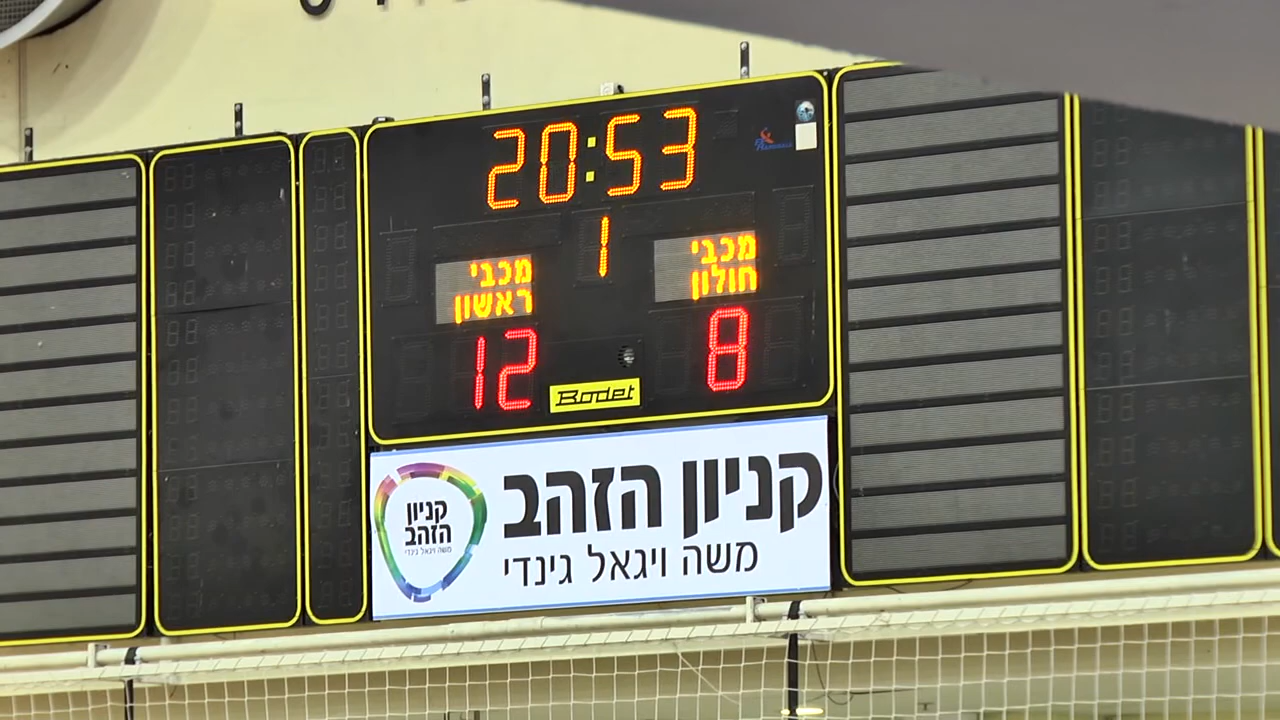 20:53
1
מכבי
ראשון
מכבי
חולון
12
8
Bodet
קניון הזהב
משה ויגאל גינדי
קניון
הזהב
משה ויגאל גינדי